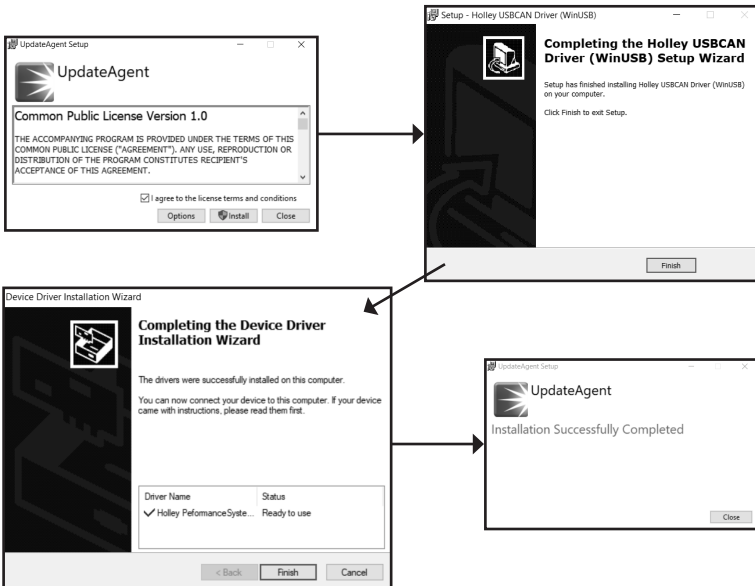 UpdateAgent Setup
UpdateAgent
Common Public License Version 1.0
THE ACCOMPANYING PROGRAM IS PROVIDED UNDER THE TERMS OF THIS
COMMON PUBLIC LICENSE ("AGREEMENT"). ANY USE, REPRODUCTION OR
DISTRIBUTION OF THE PROGRAM CONSTITUTES RECIPIENT'S
ACCEPTANCE OF THIS AGREEMENT.
I agree to the license terms and conditions
Options Install Close
Setup - Holley USBCAN Driver (WinUSB)
Completing the Holley USBCAN
Driver (WinUSB) Setup Wizard
Setup has finished installing Holley USBCAN Driver (WinUSB)
on your computer.
Click Finish to exit Setup.
Finish
Device Driver Installation Wizard
Completing the Device Driver
Installation Wizard
The drivers were successfully installed on this computer.
You can now connect your device to this computer. If your device
came with instructions, please read them first.
Driver Name Status
Holley PeformanceSyste... Ready to use
< Back Finish Cancel
UpdateAgent Setup
UpdateAgent
Installation Successfully Completed
Close